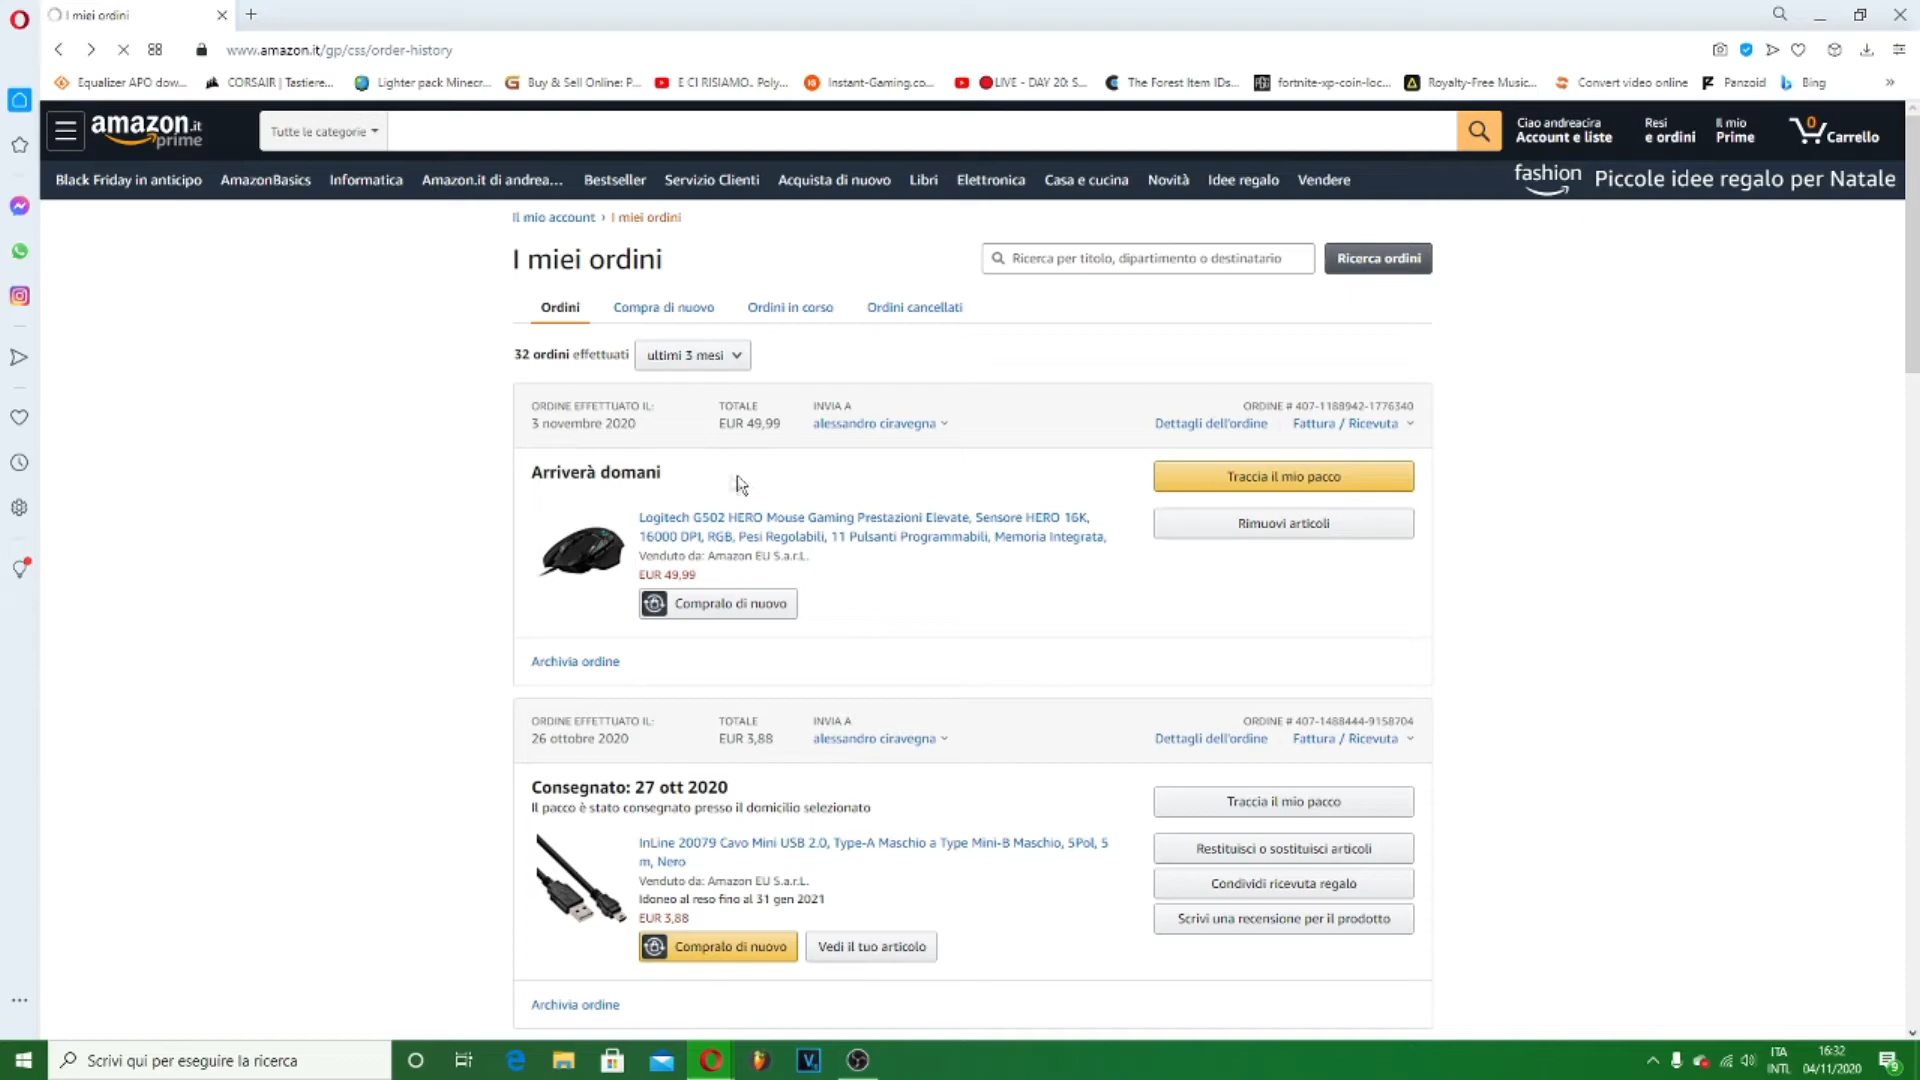 I miei ordini
www.amazon.it/gp/css/order-history
Equalizer APO dow...
CORSAIR | Tastiere...
Lighter pack Minecr...
Buy & Sell Online: P...
E CI RISIAMO.. Poly...
Instant-Gaming.co...
LIVE - DAY 20: S...
The Forest Item IDs...
fortnite-xp-coin-loc...
Royalty-Free Music...
Convert video online
Panzoid
Bing
amazon.it
prime
Tutte le categorie
Ciao andreacira
Account e liste
Resi
e ordini
Il mio
Prime
0
Carrello
Black Friday in anticipo
AmazonBasics
Informatica
Amazon.it di andrea...
Bestseller
Servizio Clienti
Acquista di nuovo
Libri
Elettronica
Casa e cucina
Novità
Idee regalo
Vendere
fashion
Piccole idee regalo per Natale
Il mio account › I miei ordini
I miei ordini
Ricerca per titolo, dipartimento o destinatario
Ricerca ordini
Ordini
Compra di nuovo
Ordini in corso
Ordini cancellati
32 ordini effettuati
ultimi 3 mesi
ORDINE EFFETTUATO IL:
3 novembre 2020
TOTALE
EUR 49,99
INVIA A
alessandro ciravegna
ORDINE # 407-1188942-1776340
Dettagli dell'ordine
Fattura / Ricevuta
Arriverà domani
Logitech G502 HERO Mouse Gaming Prestazioni Elevate, Sensore HERO 16K,
16000 DPI, RGB, Pesi Regolabili, 11 Pulsanti Programmabili, Memoria Integrata,
Venduto da: Amazon EU S.a.r.L.
EUR 49,99
Compralo di nuovo
Traccia il mio pacco
Rimuovi articoli
Archivia ordine
ORDINE EFFETTUATO IL:
26 ottobre 2020
TOTALE
EUR 3,88
INVIA A
alessandro ciravegna
ORDINE # 407-1488444-9158704
Dettagli dell'ordine
Fattura / Ricevuta
Consegnato: 27 ott 2020
Il pacco è stato consegnato presso il domicilio selezionato
InLine 20079 Cavo Mini USB 2.0, Type-A Maschio a Type Mini-B Maschio, 5Pol, 5
m, Nero
Venduto da: Amazon EU S.a.r.L.
Idoneo al reso fino al 31 gen 2021
EUR 3,88
Compralo di nuovo
Vedi il tuo articolo
Traccia il mio pacco
Restituisci o sostituisci articoli
Condividi ricevuta regalo
Scrivi una recensione per il prodotto
Archivia ordine
Scrivi qui per eseguire la ricerca
ITA
INTL
16:32
04/11/2020
9